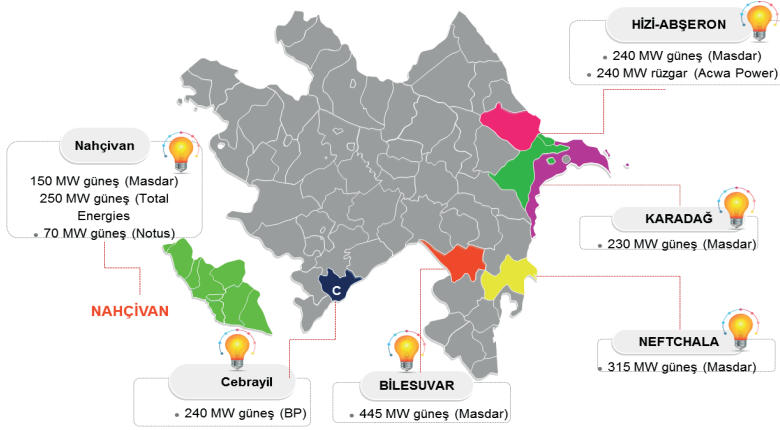 HİZİ-ABŞERON
• 240 MW güneş (Masdar)
• 240 MW rüzgar (Acwa Power)
Nahçivan
150 MW güneş (Masdar)
250 MW güneş (Total
Energies
• 70 MW güneş (Notus)
NAHÇİVAN
KARADAĞ
• 230 MW güneş (Masdar)
C
NEFTCHALA
• 315 MW güneş (Masdar)
Cebrayil
• 240 MW güneş (BP)
BİLESUVAR
• 445 MW güneş (Masdar)